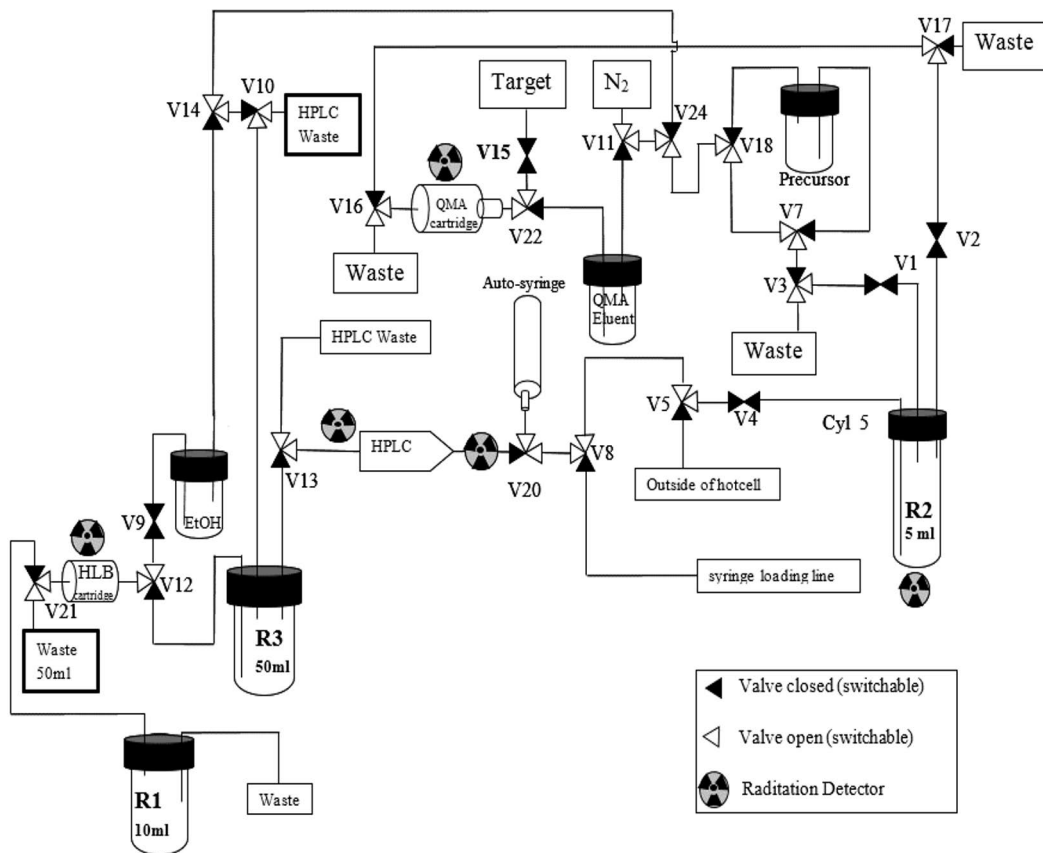 V17
Waste
V14
V10
HPLC
Waste
Target
N2
V24
V11
V18
V15
Precursor
V16
QMA
cartridge
V22
V7
V2
V1
V3
Waste
Auto-syringe
QMA
Eluent
HPLC Waste
Waste
V5
V4
Cyl 5
HPLC
V8
V13
V20
Outside of hotcell
R2
5 ml
EtOH
V9
HLB
cartridge
V12
V21
syringe loading line
Waste
50ml
R3
50ml
Valve closed (switchable)
Valve open (switchable)
Raditation Detector
R1
10ml
Waste